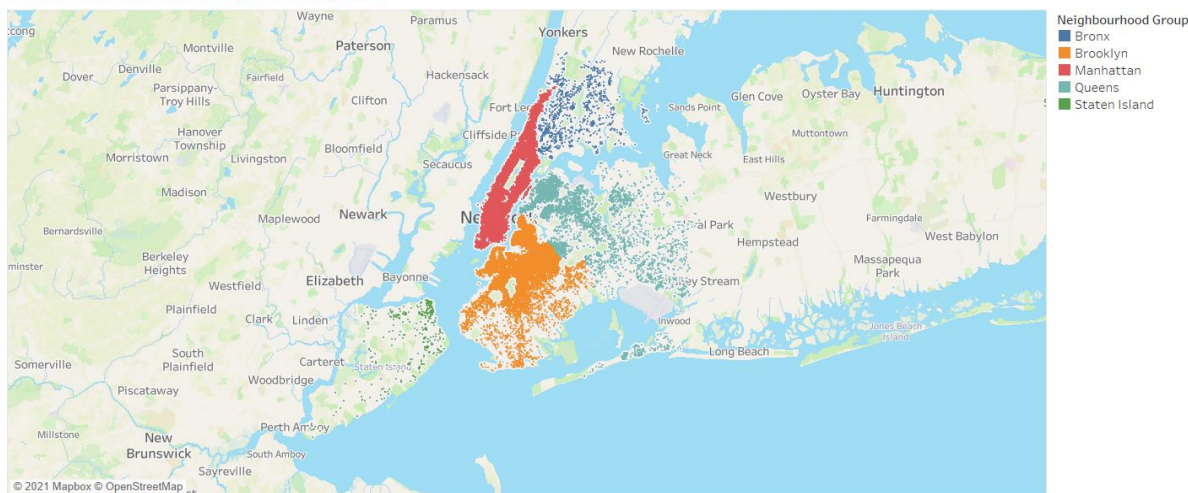 Wayne
Paramus
Yonkers
New Rochelle
Montville
Paterson
Dover
Denville
Fairfield
Hackensack
Parsippany-
Troy Hills
Clifton
Fort Lee
Sands Point
Glen Cove
Oyster Bay
Huntington
Hanover
Township
Cliffside
Muttontown
Morristown
Livingston
Bloomfield
Secaucus
Great Neck
East Hills
Madison
Westbury
Bernardsville
Maplewood
Newark
Farmingdale
West Babylon
Hempstead
Berkeley
Heights
Elizabeth
Bayonne
Massapequa
Park
Westfield
Plainfield
Clark
Linden
Inwood
Jones Beach
Island
Long Beach
South
Plainfield
Carteret
Staten Island
Somerville
Woodbridge
Piscataway
Perth Amboy
Millstone
New
Brunswick
South Amboy
Sayreville
© 2021 Mapbox © OpenStreetMap
Neighbourhood Group
Bronx
Brooklyn
Manhattan
Queens
Staten Island